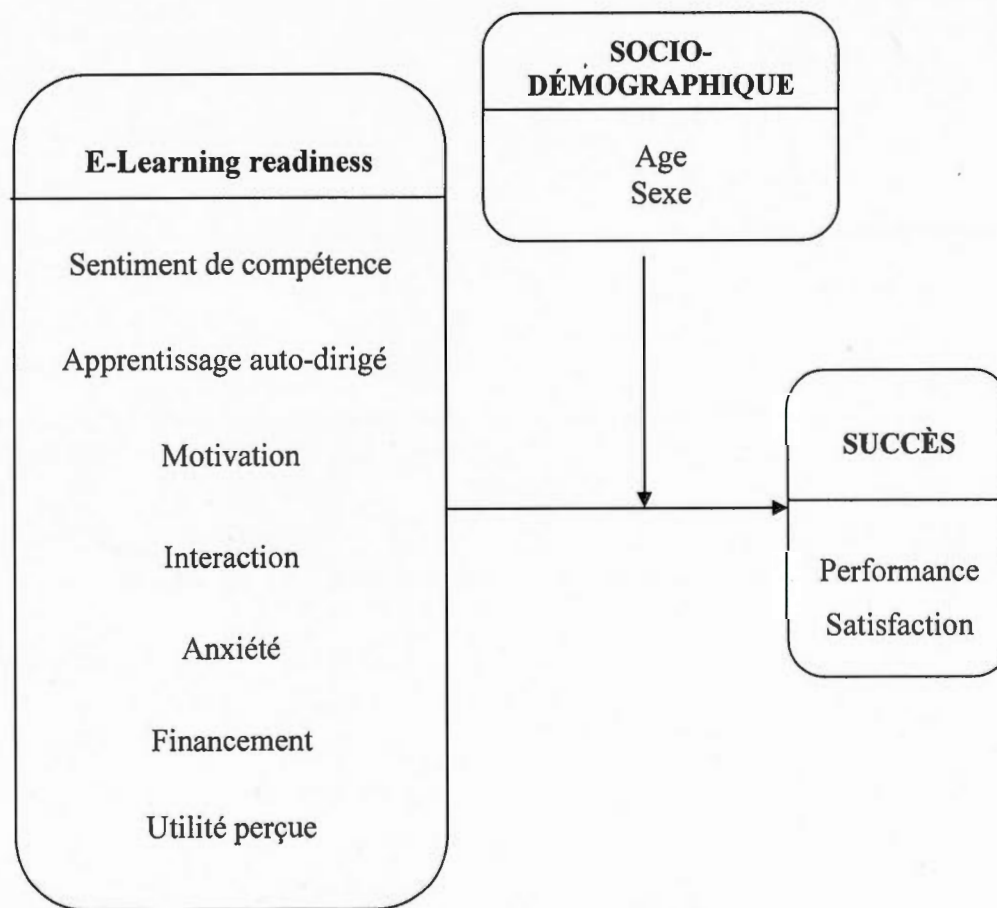 SOCIO-
DÉMOGRAPHIQUE
Age
Sexe
E-Learning readiness
Sentiment de compétence
Apprentissage auto-dirigé
Motivation
Interaction
Anxiété
Financement
Utilité perçue
SUCCÈS
Performance
Satisfaction